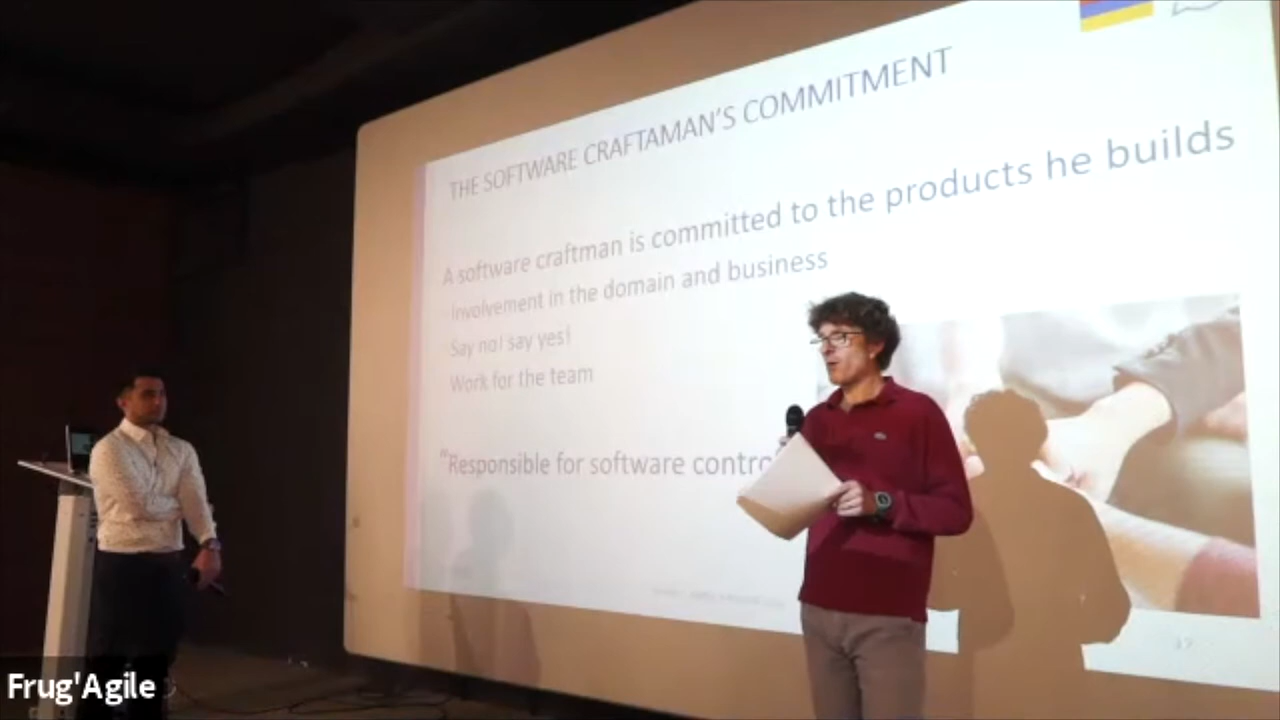 THE SOFTWARE CRAFTAMAN'S COMMITMENT
A software craftman is committed to the products he builds
Involvement in the domain and business
Say no! say yes!
Work for the team
"Responsible for software contro
37
Frug'Agile